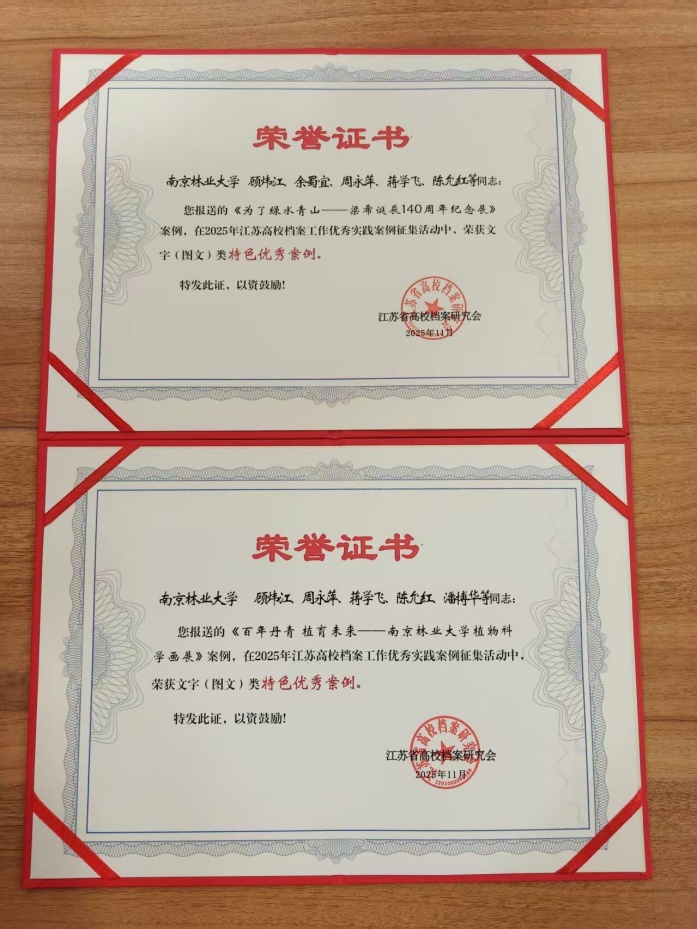 荣誉证书
南京林业大学 顾炜江、余蜀宜、周永萍、蒋学飞、陈允红等同志：
您报送的《为了绿水青山——梁希诞辰140周年纪念展》
案例，在2025年江苏高校档案工作优秀实践案例征集活动中，荣获文
字（图文）类特色优秀案例。
特发此证，以资鼓励！
江苏省高校档案研究会
2025年11月
荣誉证书
南京林业大学 顾炜江、周永萍、蒋学飞、陈允红、潘博华等同志：
您报送的《百年丹青 植育未来——南京林业大学植物科
学画展》案例，在2025年江苏高校档案工作优秀实践案例征集活动中，
荣获文字（图文）类特色优秀案例。
特发此证，以资鼓励！
江苏省高校档案研究会
2025年11月